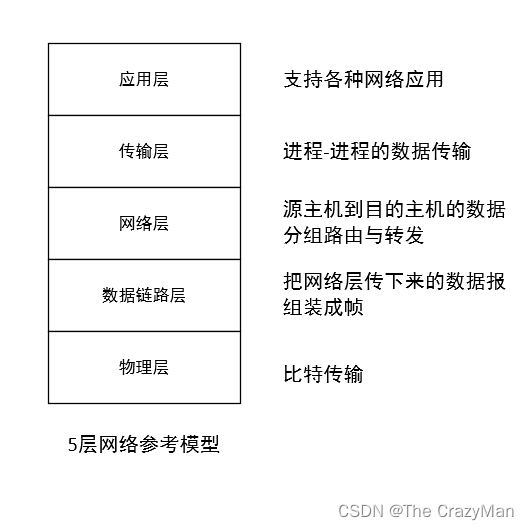 应用层
支持各种网络应用
传输层
进程-进程的数据传输
网络层
源主机到目的主机的数据
分组路由与转发
数据链路层
把网络层传下来的数据报
组装成帧
物理层
比特传输
5层网络参考模型
CSDN @The CrazyMan